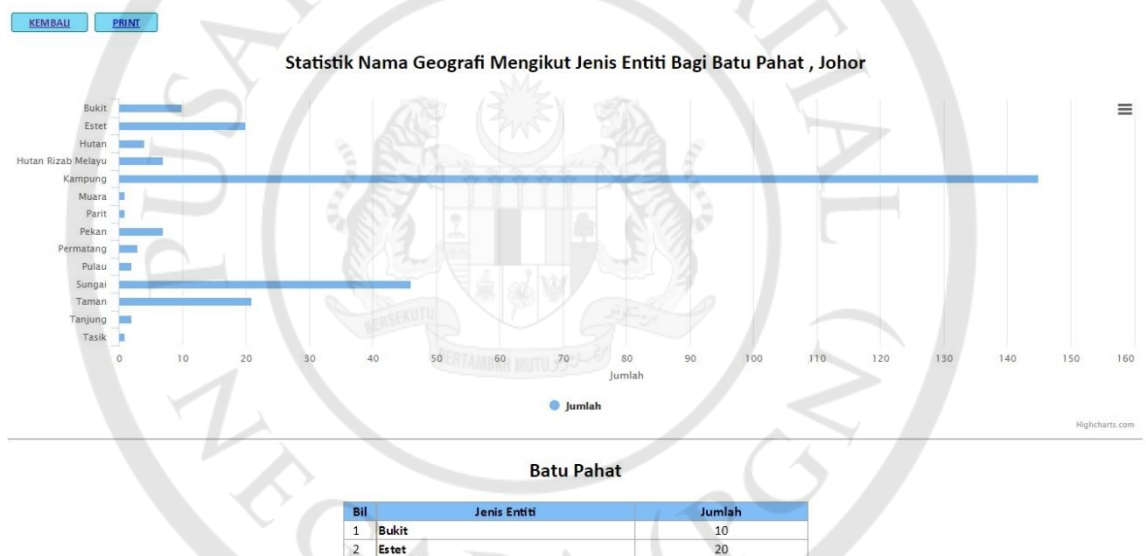 KEMBALI PRINT
Statistik Nama Geografi Mengikut Jenis Entiti Bagi Batu Pahat , Johor
Bukit
Estet
Hutan
Hutan Rizab Melayu
Kampung
Muara
Parit
Pekan
Permatang
Pulau
Sungai
Taman
Tanjung
Tasik
0 10 20 30 40 50 60 70 80 90 100 110 120 130 140 150 160
Jumlah
Jumlah
Highcharts.com
Batu Pahat
Bil Jenis Entiti Jumlah
1 Bukit 10
2 Estet 20
BERSEKUTU
BERTAMBAH MUTU